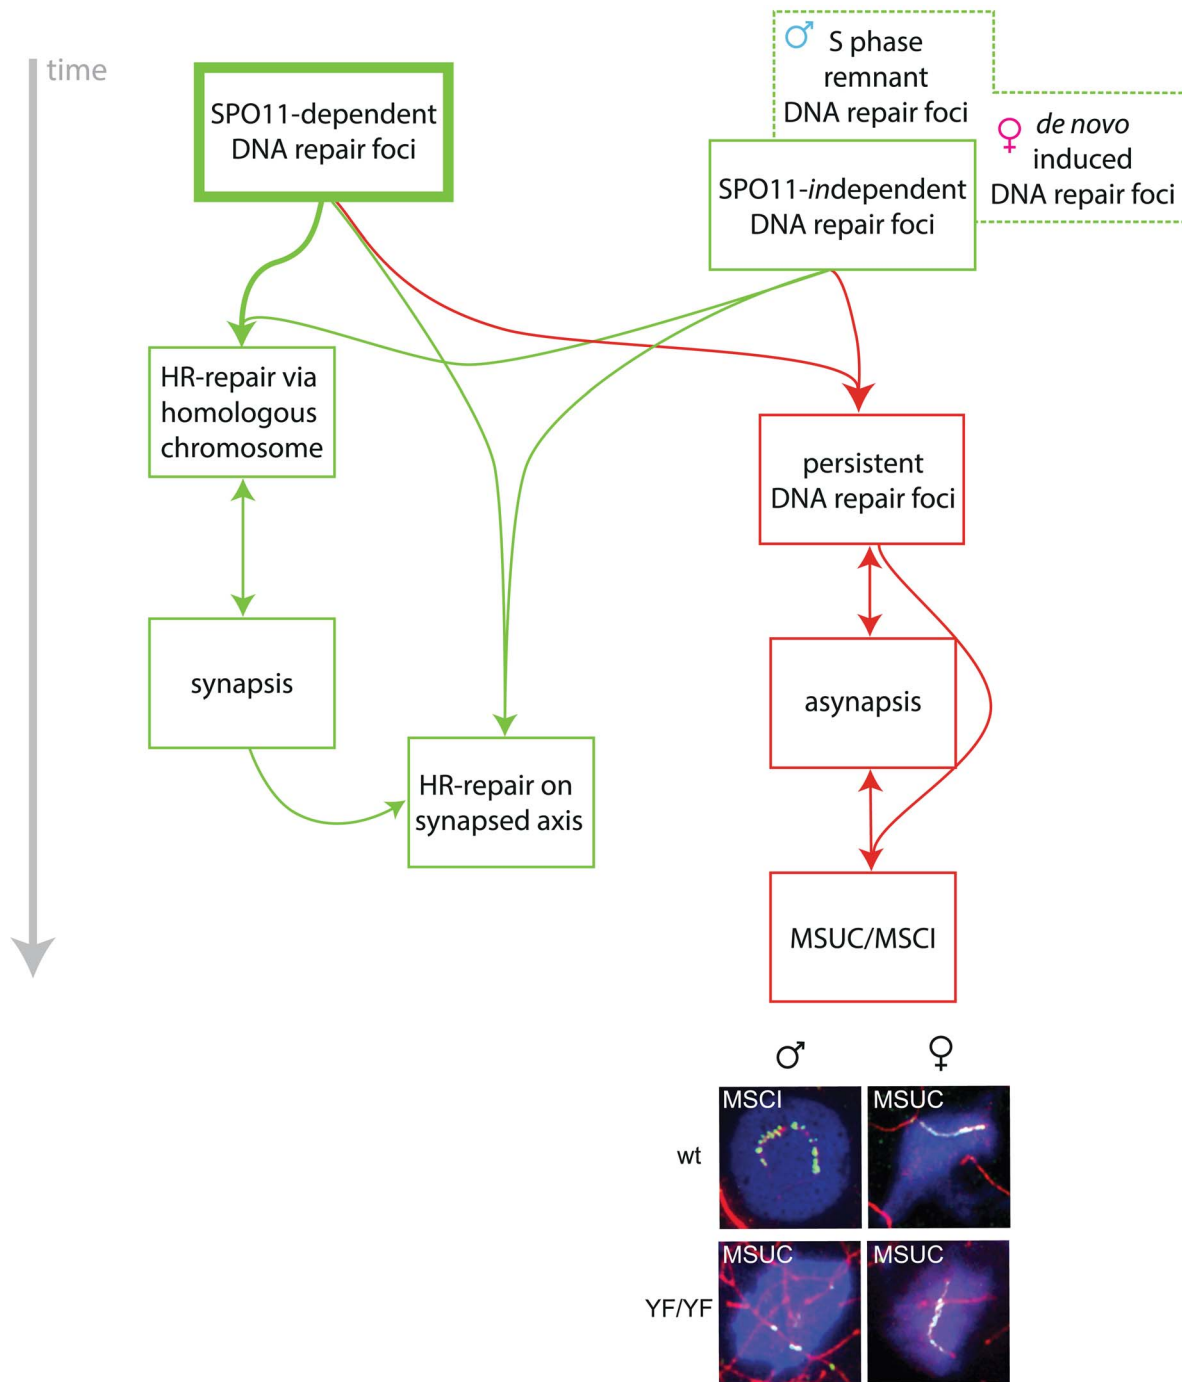 time
SPO11-dependent
DNA repair foci
♂ S phase
remnant
DNA repair foci
♀ de novo
induced
DNA repair foci
SPO11-independent
DNA repair foci
HR-repair via
homologous
chromosome
persistent
DNA repair foci
synapsis
asynapsis
HR-repair on
synapsed axis
MSUC/MSCI
♂ ♀
wt
MSCI
MSUC
YF/YF
MSUC
MSUC